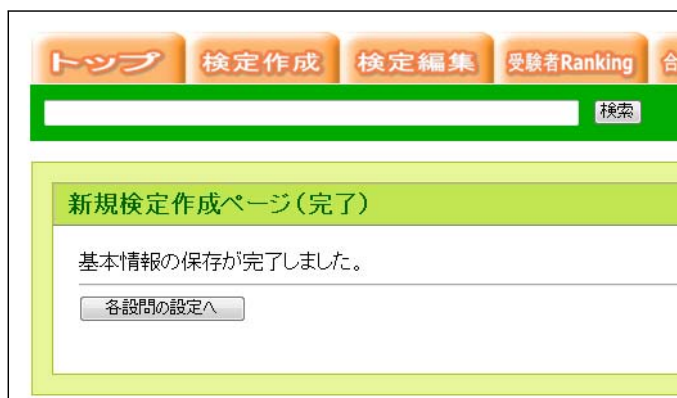 トップ 検定作成 検定編集 受験者Ranking 合
検索
新規検定作成ページ(完了)
基本情報の保存が完了しました。
各設問の設定へ